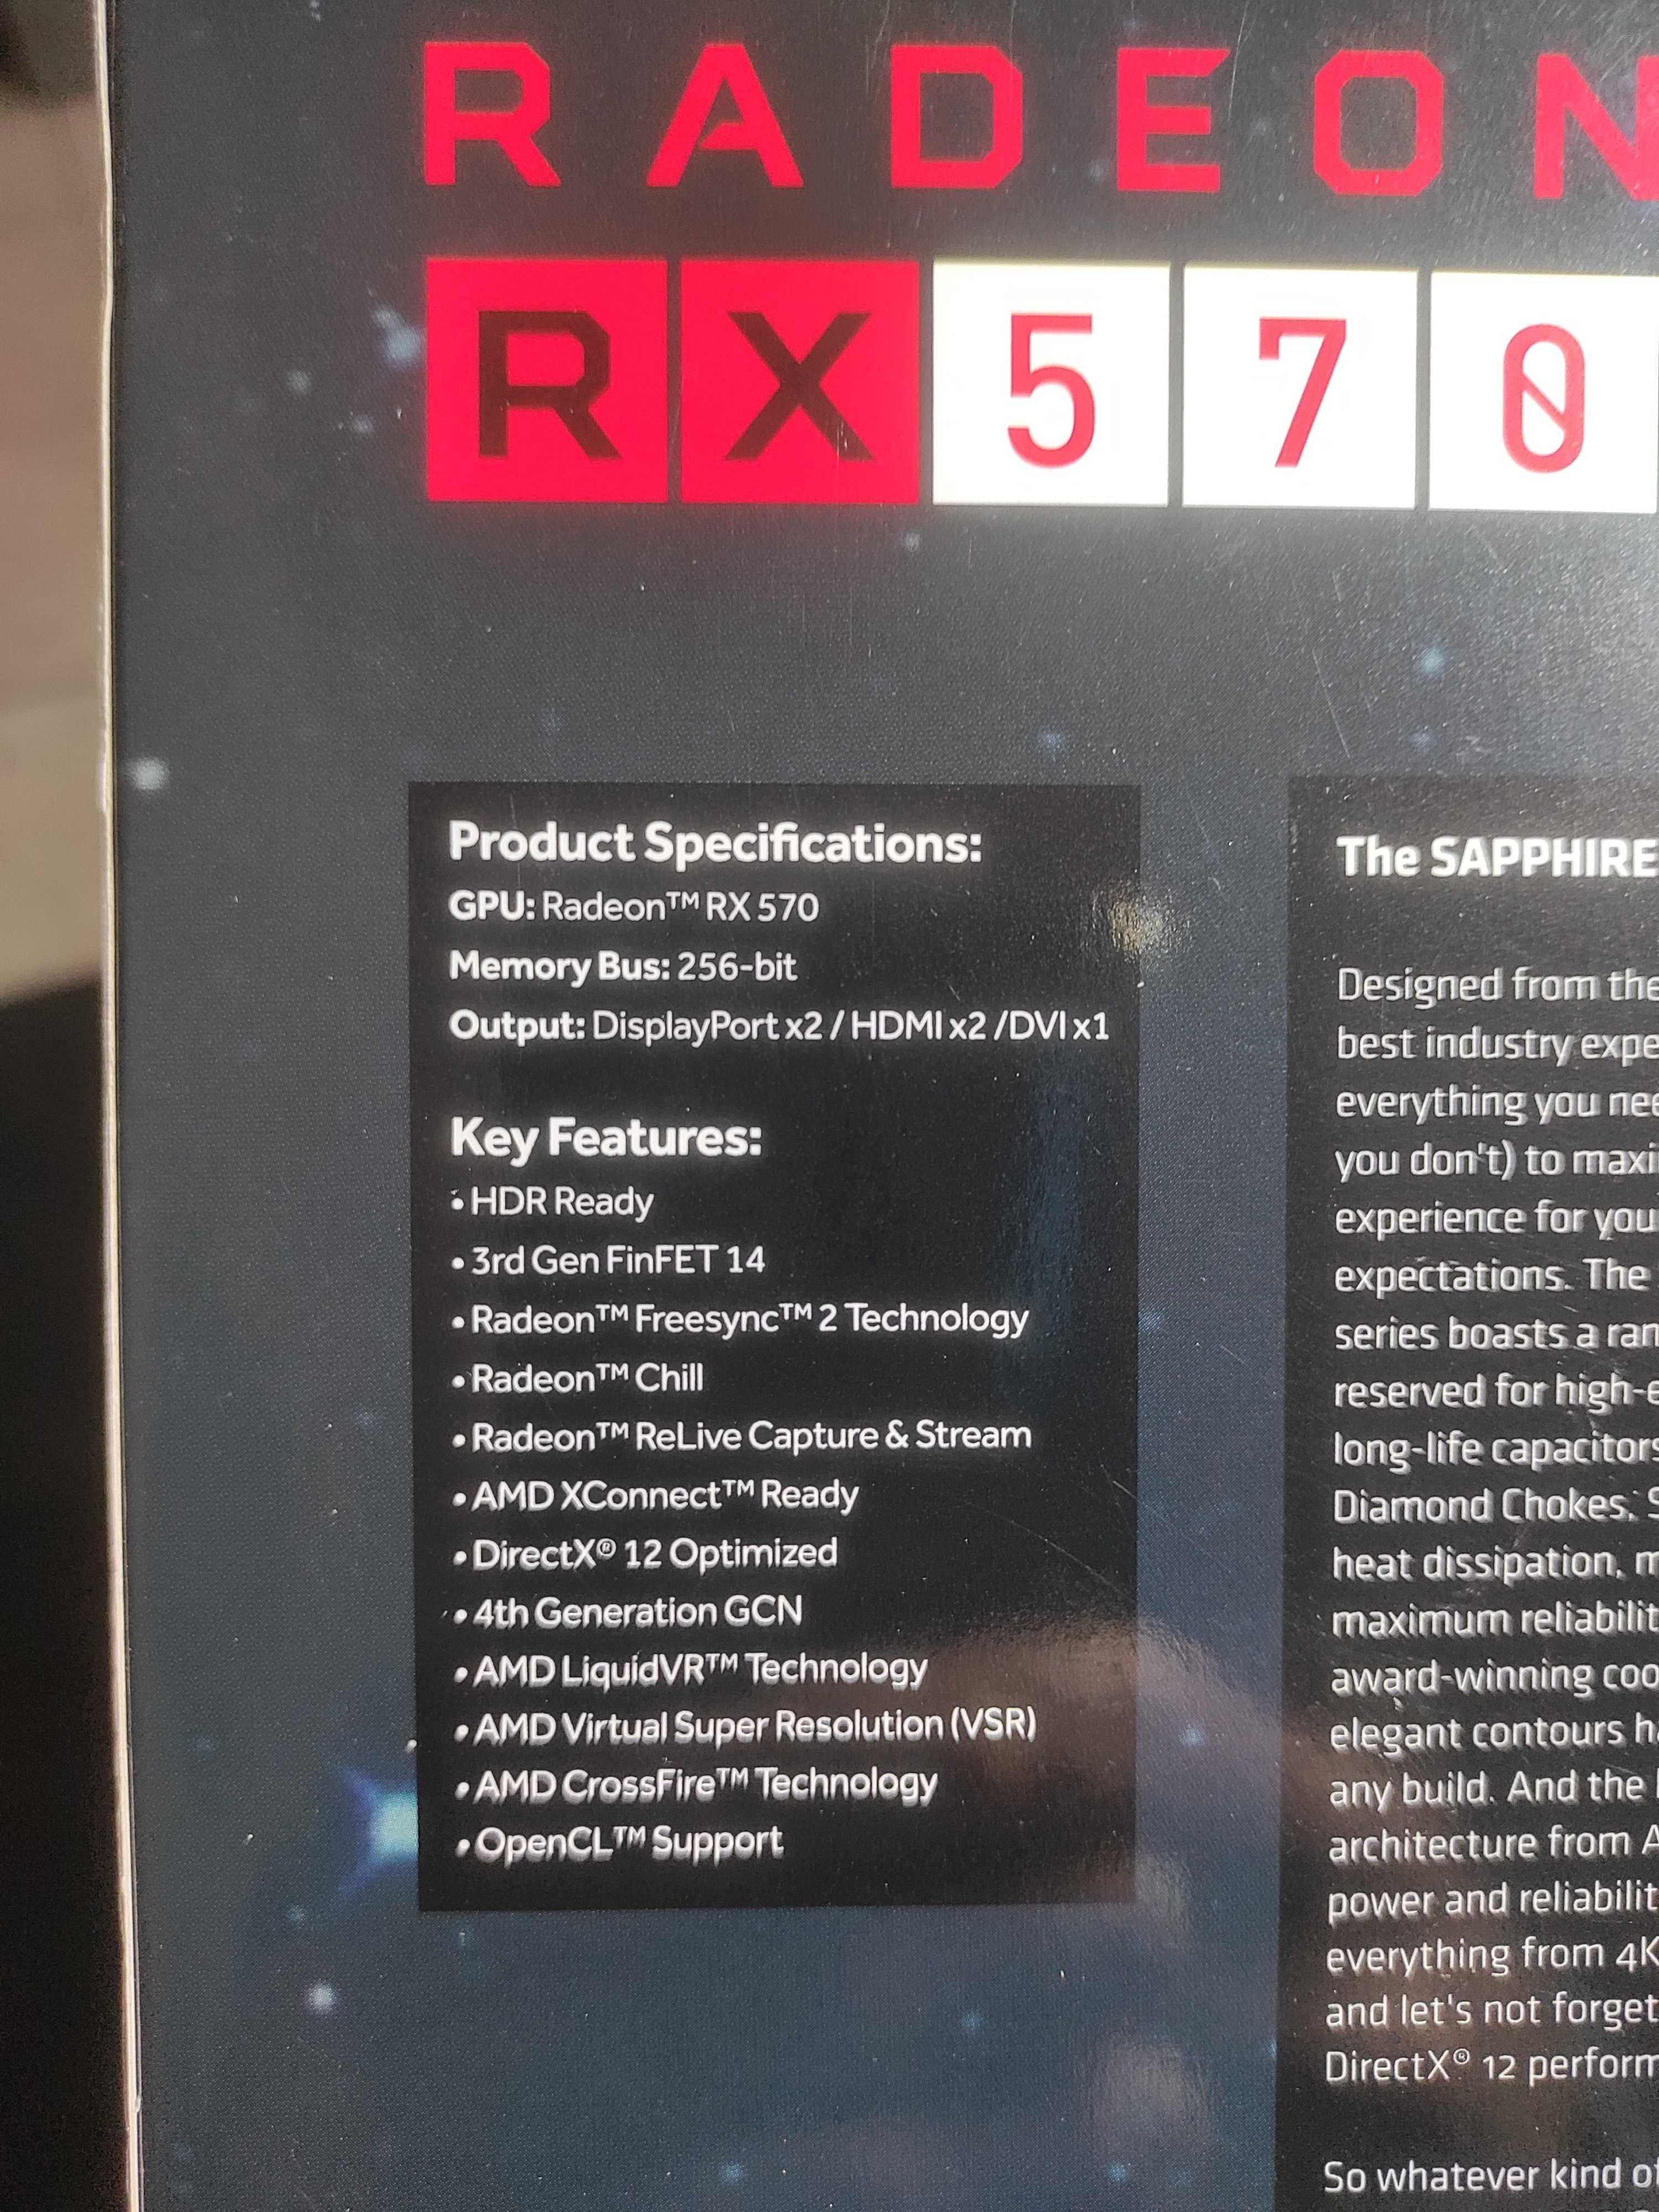 RADEON
RX570
Product Specifications:
GPU: Radeon™ RX 570
Memory Bus: 256-bit
Output: DisplayPort x2 / HDMI x2 /DVI x1
Key Features:
• HDR Ready
• 3rd Gen FinFET 14
• Radeon™ Freesync™ 2 Technology
• Radeon™ Chill
• Radeon™ ReLive Capture & Stream
• AMD XConnect™ Ready
• DirectX® 12 Optimized
• 4th Generation GCN
• AMD LiquidVR™ Technology
• AMD Virtual Super Resolution (VSR)
• AMD CrossFire™ Technology
• OpenCL™ Support
The SAPPHIRE
Designed from the
best industry expe
everything you nee
you don't) to maxi
experience for you
expectations. The
series boasts a ran
reserved for high-e
long-life capacitors
Diamond Chokes. S
heat dissipation, m
maximum reliabilit
award-winning coo
elegant contours ha
any build. And the
architecture from A
power and reliabilit
everything from 4K
and let's not forget
DirectX® 12 perform
So whatever kind of